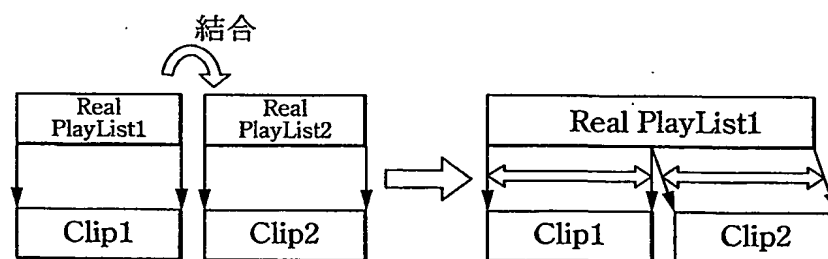 結合
Real
PlayList1
Real
PlayList2
Real PlayList1
Clip1
Clip2
Clip1
Clip2